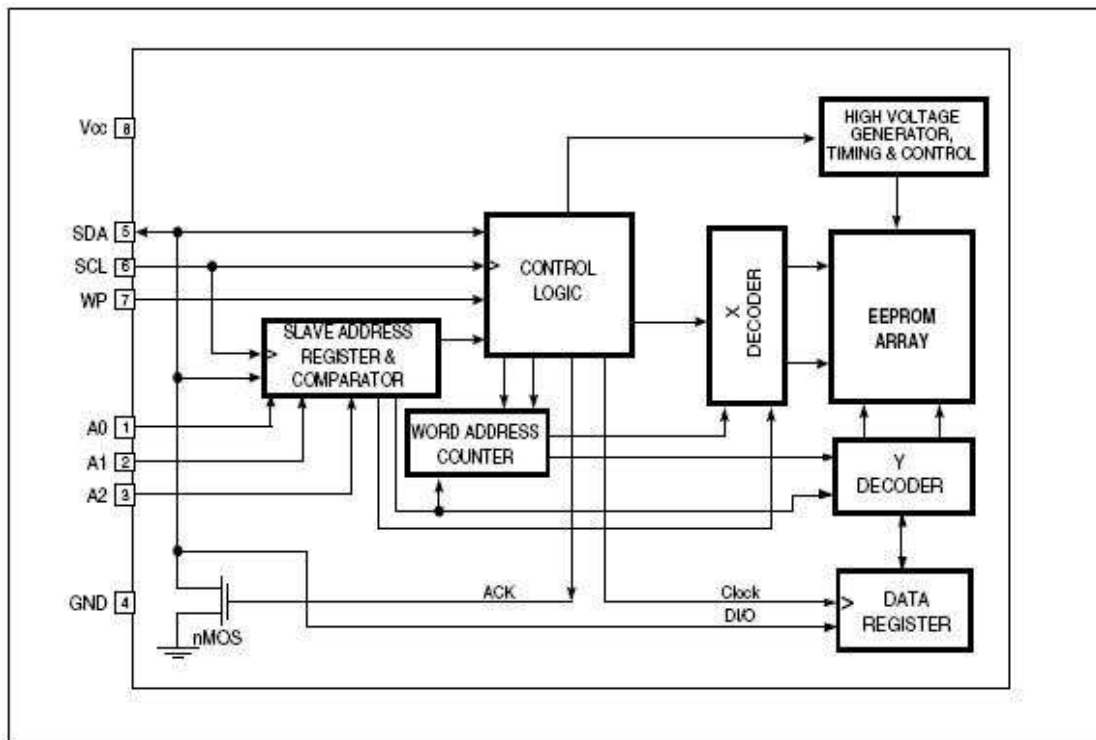 HIGH VOLTAGE
GENERATOR,
TIMING & CONTROL
Vcc 8
SDA 5
SCL 6
WP 7
CONTROL
LOGIC
X
DECODER
EEPROM
ARRAY
SLAVE ADDRESS
REGISTER &
COMPARATOR
A0 1
A1 2
A2 3
WORD ADDRESS
COUNTER
Y
DECODER
GND 4
nMOS
ACK
Clock
DI/O
DATA
REGISTER